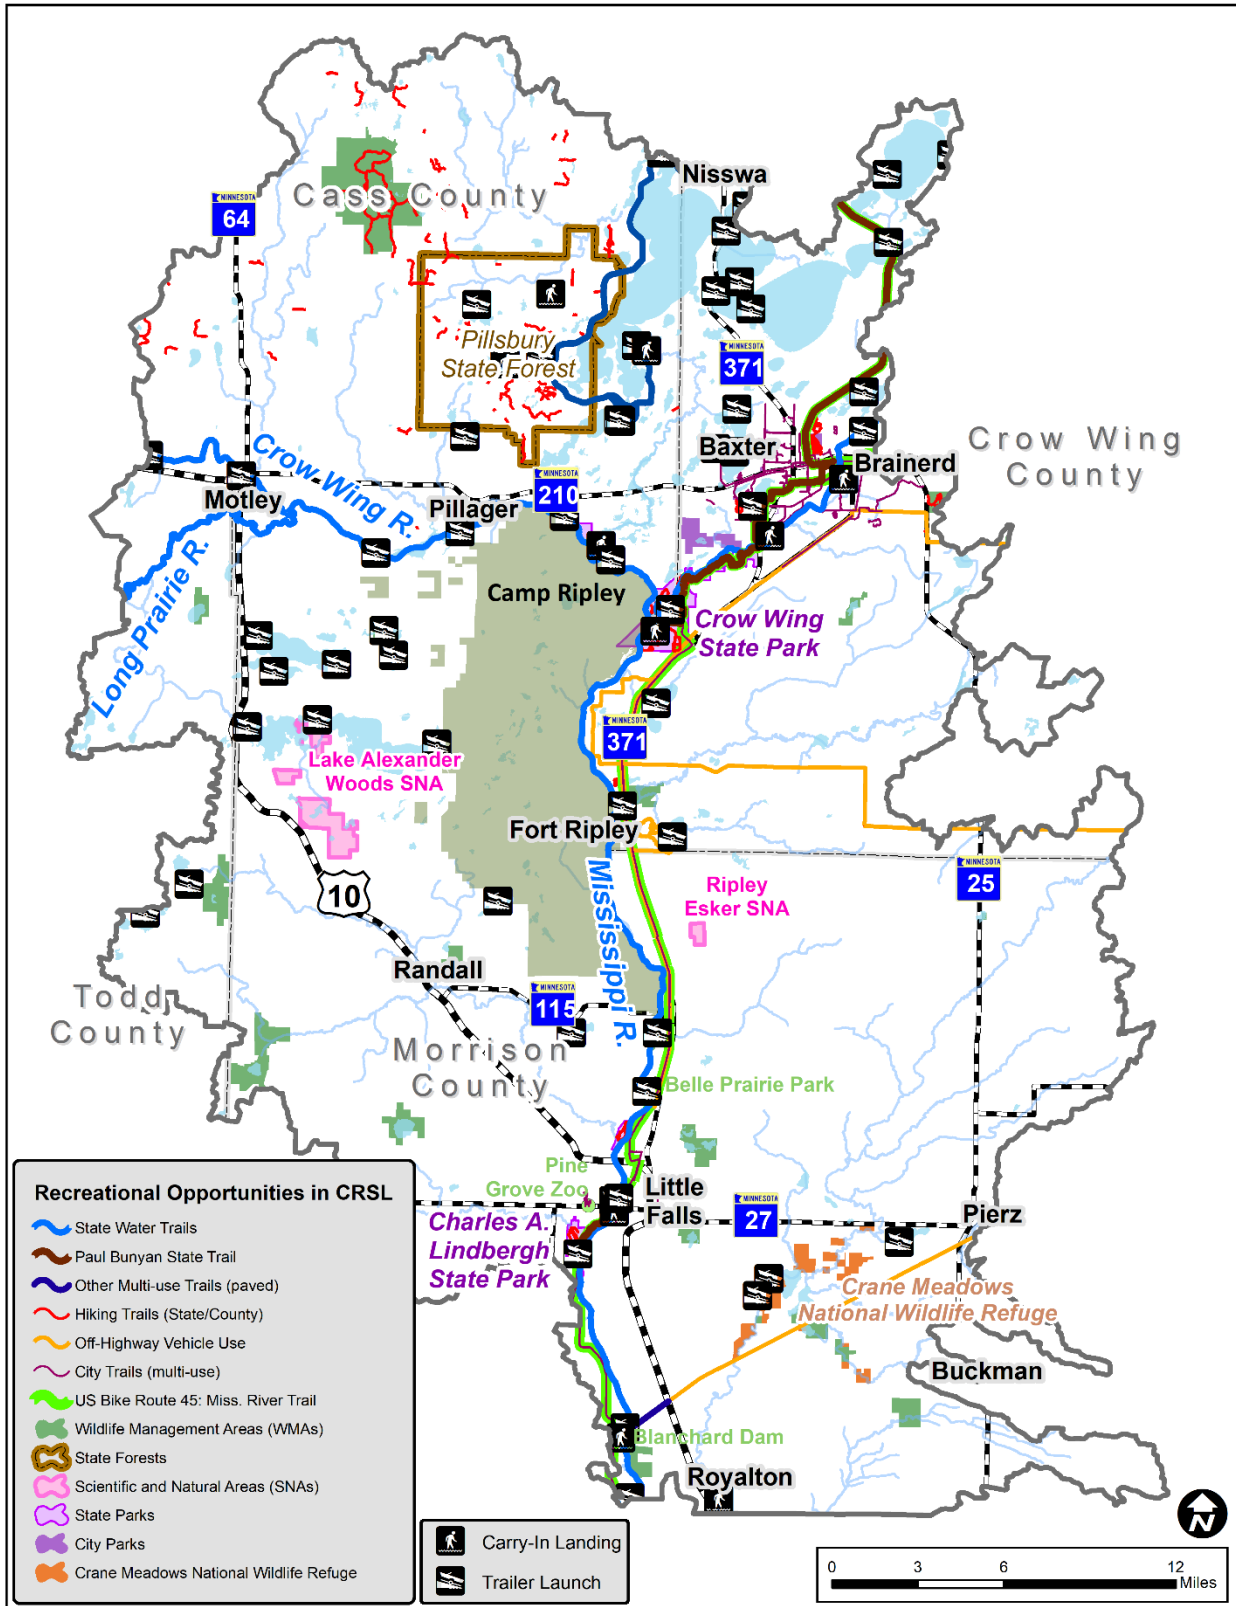 Nisswa
Cass County
MINNESOTA
64
Pillsbury
State Forest
MINNESOTA
371
Baxter
Brainerd
Crow Wing
County
Crow Wing R.
Motley
Pillager
MINNESOTA
210
Long Prairie R.
Camp Ripley
Crow Wing
State Park
MINNESOTA
371
Lake Alexander
Woods SNA
Fort Ripley
Mississippi R.
Ripley
Esker SNA
MINNESOTA
25
10
Randall
MINNESOTA
115
Todd
County
Morrison
County
Belle Prairie Park
Pine
Grove Zoo
Little
Falls
MINNESOTA
27
Pierz
Charles A.
Lindbergh
State Park
Crane Meadows
National Wildlife Refuge
Buckman
Blanchard Dam
Royalton
Recreational Opportunities in CRSL
State Water Trails
Paul Bunyan State Trail
Other Multi-use Trails (paved)
Hiking Trails (State/County)
Off-Highway Vehicle Use
City Trails (multi-use)
US Bike Route 45: Miss. River Trail
Wildlife Management Areas (WMAs)
State Forests
Scientific and Natural Areas (SNAs)
State Parks
City Parks
Crane Meadows National Wildlife Refuge
Carry-In Landing
Trailer Launch
N
0 3 6 12
Miles